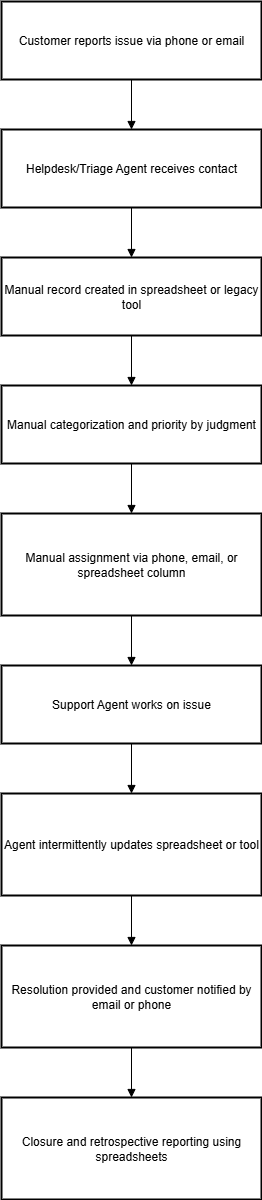 Customer reports issue via phone or email
Helpdesk/Triage Agent receives contact
Manual record created in spreadsheet or legacy
tool
Manual categorization and priority by judgment
Manual assignment via phone, email, or
spreadsheet column
Support Agent works on issue
Agent intermittently updates spreadsheet or tool
Resolution provided and customer notified by
email or phone
Closure and retrospective reporting using
spreadsheets